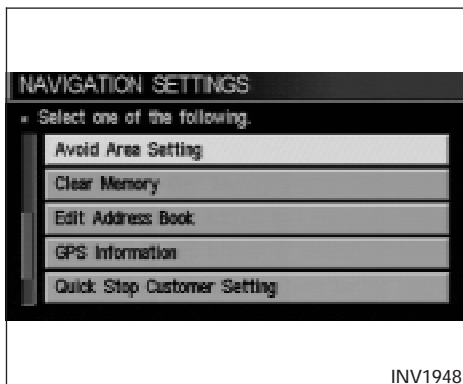 NAVIGATION SETTINGS
Select one of the following.
Avoid Area Setting
Clear Memory
Edit Address Book
GPS Information
Quick Stop Customer Setting
INV1948